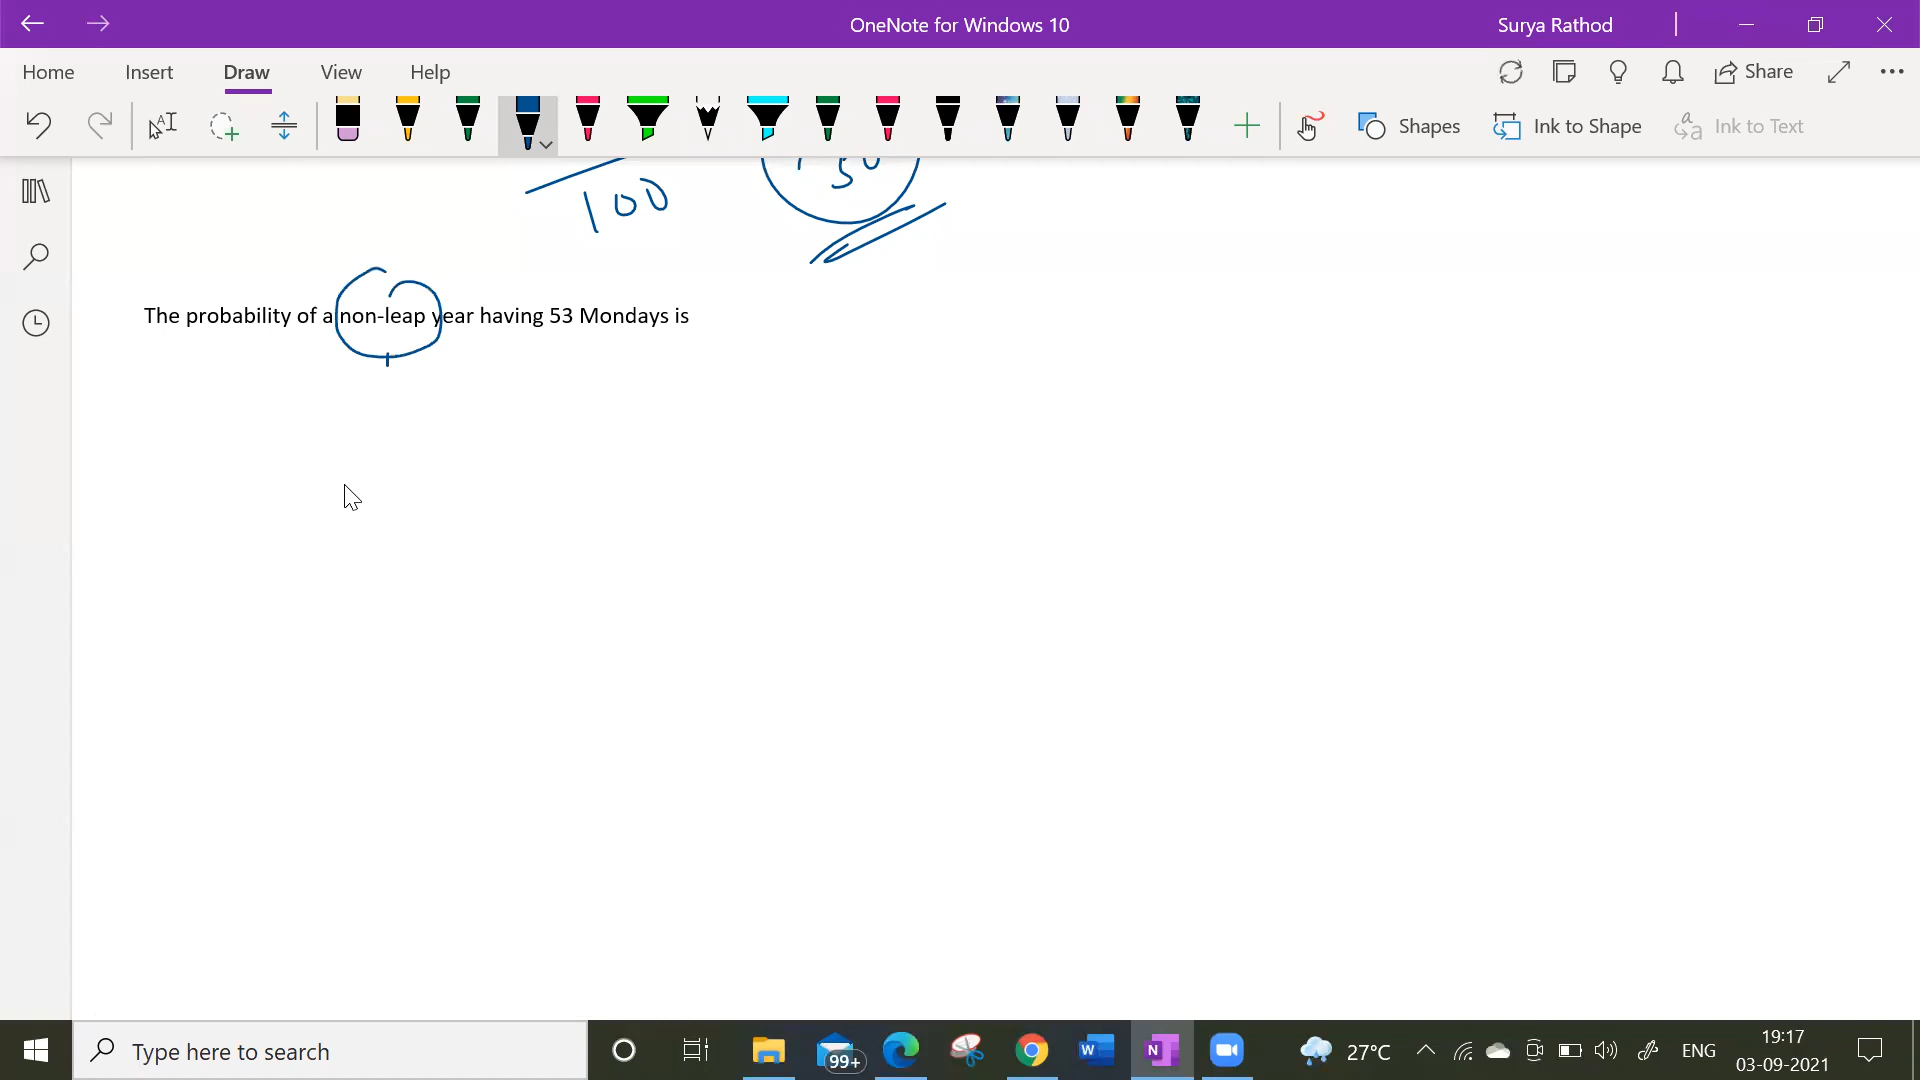 OneNote for Windows 10
Surya Rathod
Home Insert Draw View Help
Share
Shapes Ink to Shape Ink to Text
100
The probability of a non-leap year having 53 Mondays is
Type here to search
99+
27°C
ENG
19:17
03-09-2021